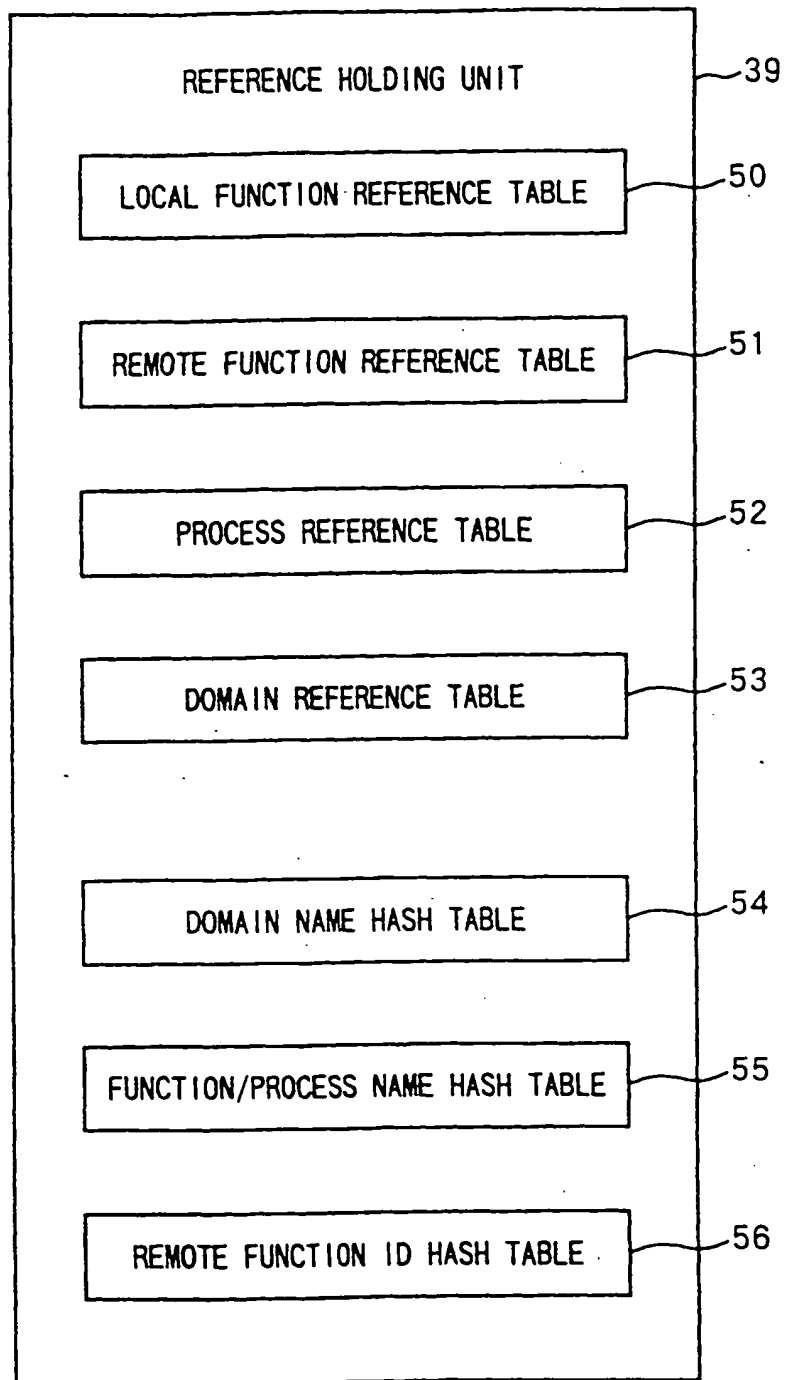 REFERENCE HOLDING UNIT 39
LOCAL FUNCTION REFERENCE TABLE 50
REMOTE FUNCTION REFERENCE TABLE 51
PROCESS REFERENCE TABLE 52
DOMAIN REFERENCE TABLE 53
DOMAIN NAME HASH TABLE 54
FUNCTION/PROCESS NAME HASH TABLE 55
REMOTE FUNCTION ID HASH TABLE 56